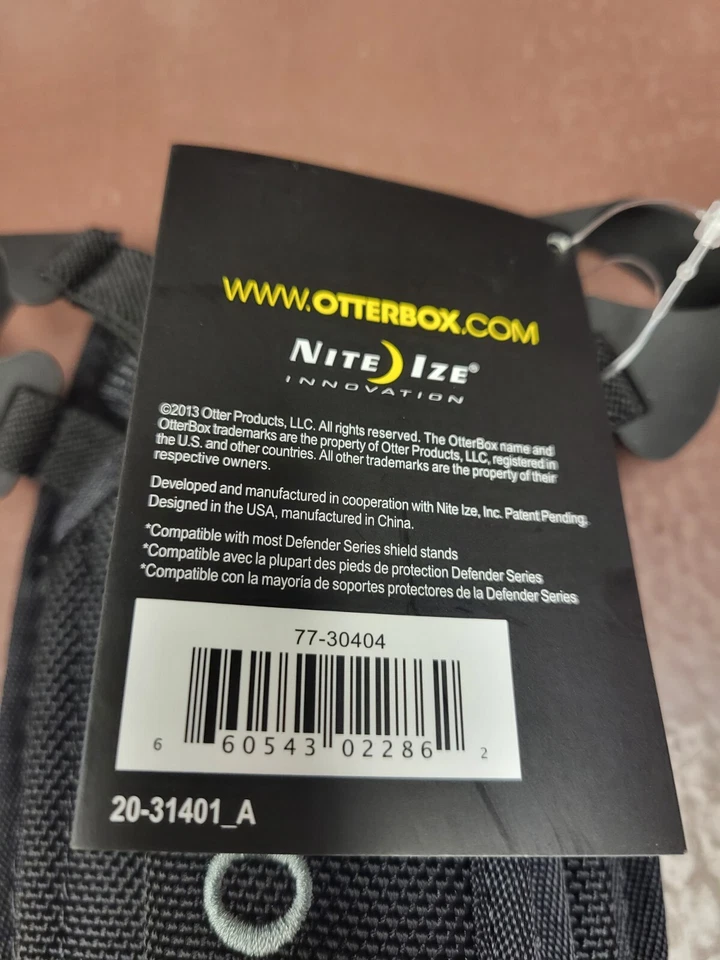 WWW.OTTERBOX.COM
NITE IZE®
INNOVATION
©2013 Otter Products, LLC. All rights reserved. The OtterBox name and
OtterBox trademarks are the property of Otter Products, LLC, registered in
the U.S. and other countries. All other trademarks are the property of their
respective owners.
Developed and manufactured in cooperation with Nite Ize, Inc. Patent Pending.
Designed in the USA, manufactured in China.
*Compatible with most Defender Series shield stands
*Compatible avec la plupart des pieds de protection Defender Series
*Compatible con la mayoría de soportes protectores de la Defender Series
77-30404
6 60543 02286 2
20-31401_A